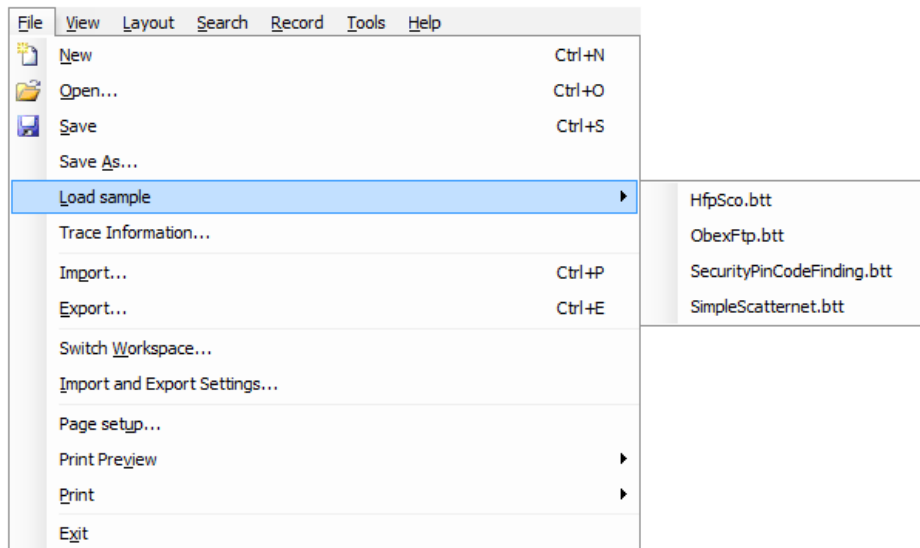 File View Layout Search Record Tools Help
New Ctrl+N
Open... Ctrl+O
Save Ctrl+S
Save As...
Load sample
Trace Information...
Import... Ctrl+P
Export... Ctrl+E
Switch Workspace...
Import and Export Settings...
Page setup...
Print Preview
Print
Exit
HfpSco.btt
ObexFtp.btt
SecurityPinCodeFinding.btt
SimpleScatternet.btt